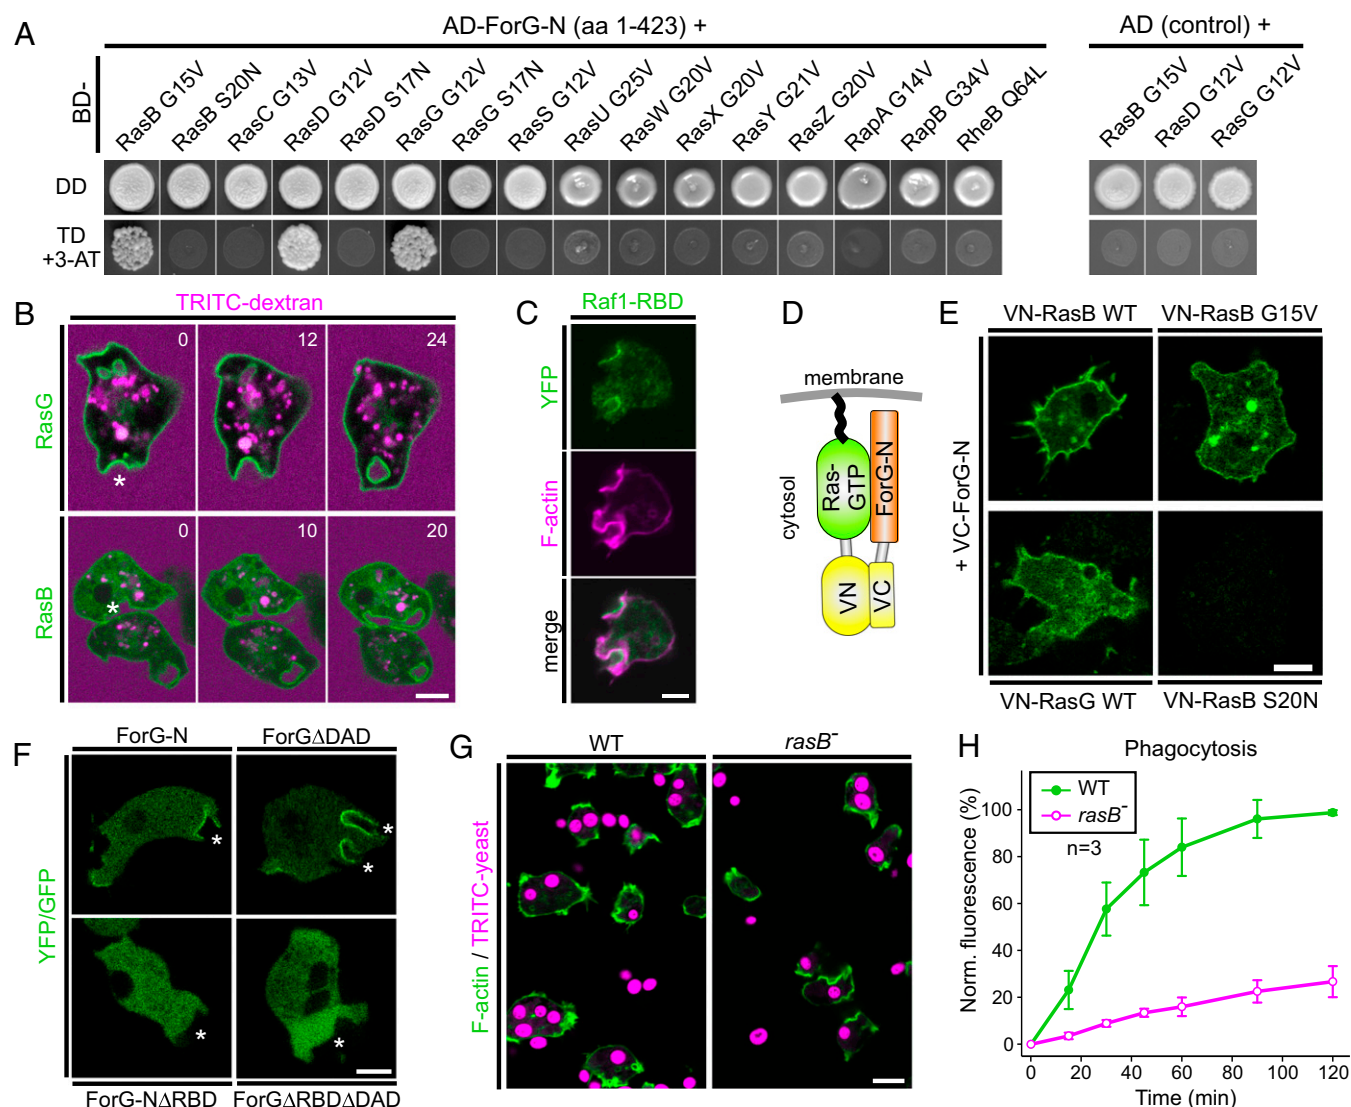 A
AD-ForG-N (aa 1-423) +
AD (control) +
BD-
RasB G15V
RasB S20N
RasC G13V
RasD G12V
RasD S17N
RasG G12V
RasG S17N
RasS G12V
RasU G25V
RasW G20V
RasX G20V
RasY G21V
RasZ G20V
RapA G14V
RapB G34V
RheB Q64L
RasB G15V
RasD G12V
RasG G12V
DD
TD
+3-AT
B
TRITC-dextran
RasG
0
12
24
*
RasB
0
10
20
*
C
Raf1-RBD
YFP
F-actin
merge
D
membrane
cytosol
Ras-
GTP
ForG-N
VN
VC
E
VN-RasB WT
VN-RasB G15V
+ VC-ForG-N
VN-RasG WT
VN-RasB S20N
F
ForG-N
ForGΔDAD
YFP/GFP
*
*
*
*
*
ForG-NΔRBD
ForGΔRBDΔDAD
G
WT
rasB-
F-actin / TRITC-yeast
H
Phagocytosis
WT
rasB-
n=3
Norm. fluorescence (%)
100
80
60
40
20
0
0
20
40
60
80
100
120
Time (min)